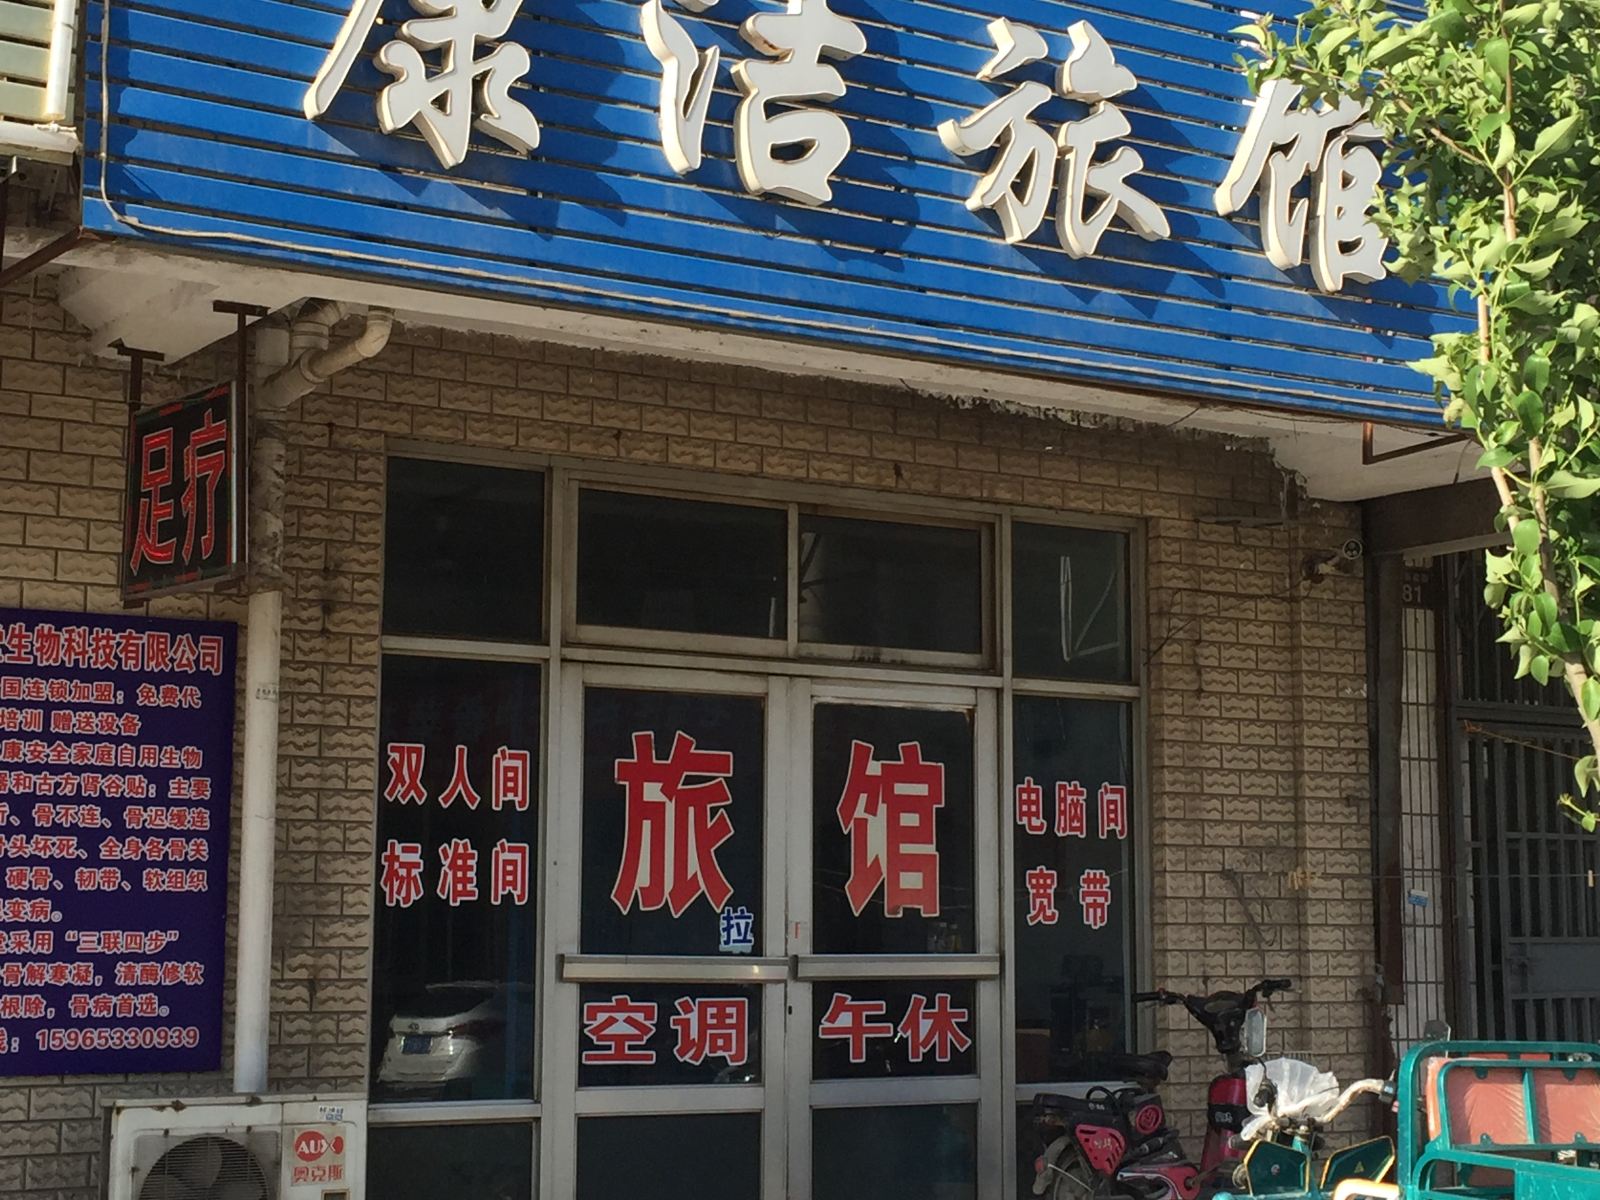 康洁旅馆
足疗
生物科技有限公司
国连锁加盟：免费代
培训 赠送设备
康安全家庭自用生物
器和古方肾谷贴：主要
折、骨不连、骨迟缓连
骨头坏死、全身各骨关
硬骨、韧带、软组织
变病。
采用“三联四步”
骨解寒凝，清酶修软
根除，骨病首选。
线：15965330939
双人间
标准间
旅馆
拉
空调
午休
电脑间
宽带
81
AUX
奥克斯